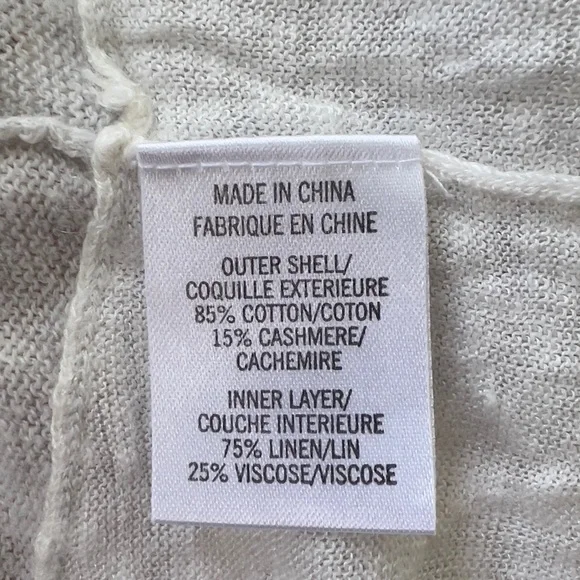 MADE IN CHINA
FABRIQUE EN CHINE
OUTER SHELL/
COQUILLE EXTERIEURE
85% COTTON/COTON
15% CASHMERE/
CACHEMIRE
INNER LAYER/
COUCHE INTERIEURE
75% LINEN/LIN
25% VISCOSE/VISCOSE